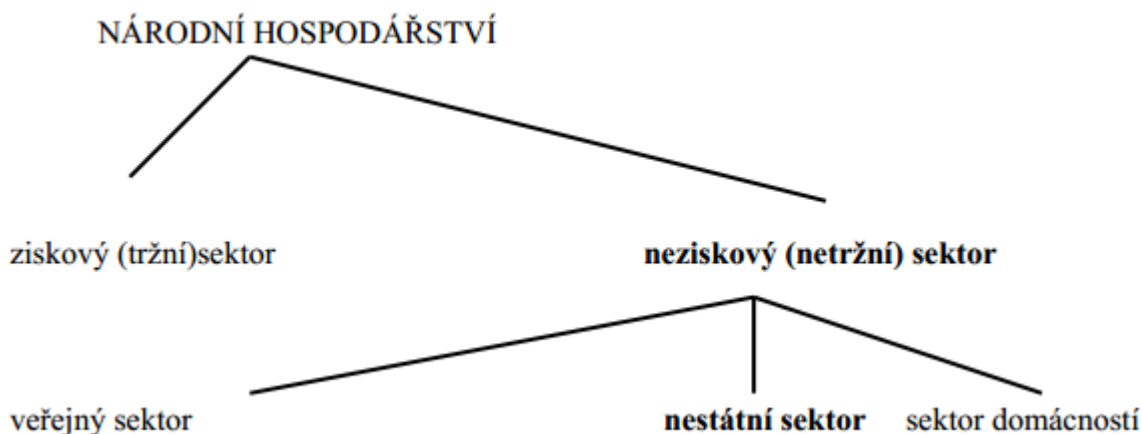 NÁRODNÍ HOSPODÁŘSTVÍ
ziskový (tržní)sektor neziskový (netržní) sektor
veřejný sektor nestátní sektor sektor domácností